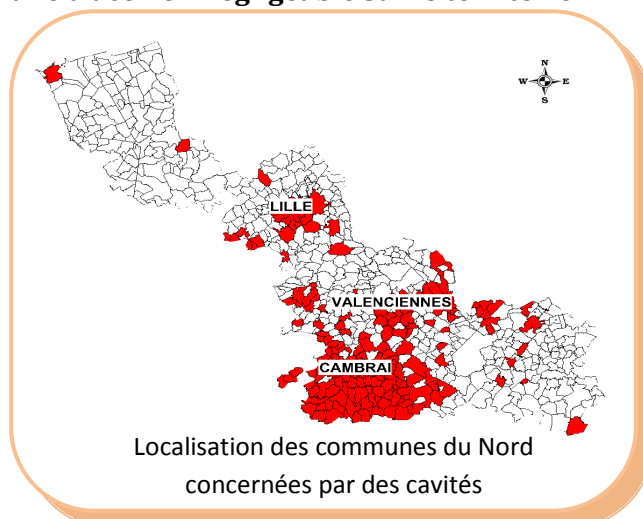 N
W E
S
LILLE
VALENCIENNES
CAMBRAI
Localisation des communes du Nord
concernées par des cavités